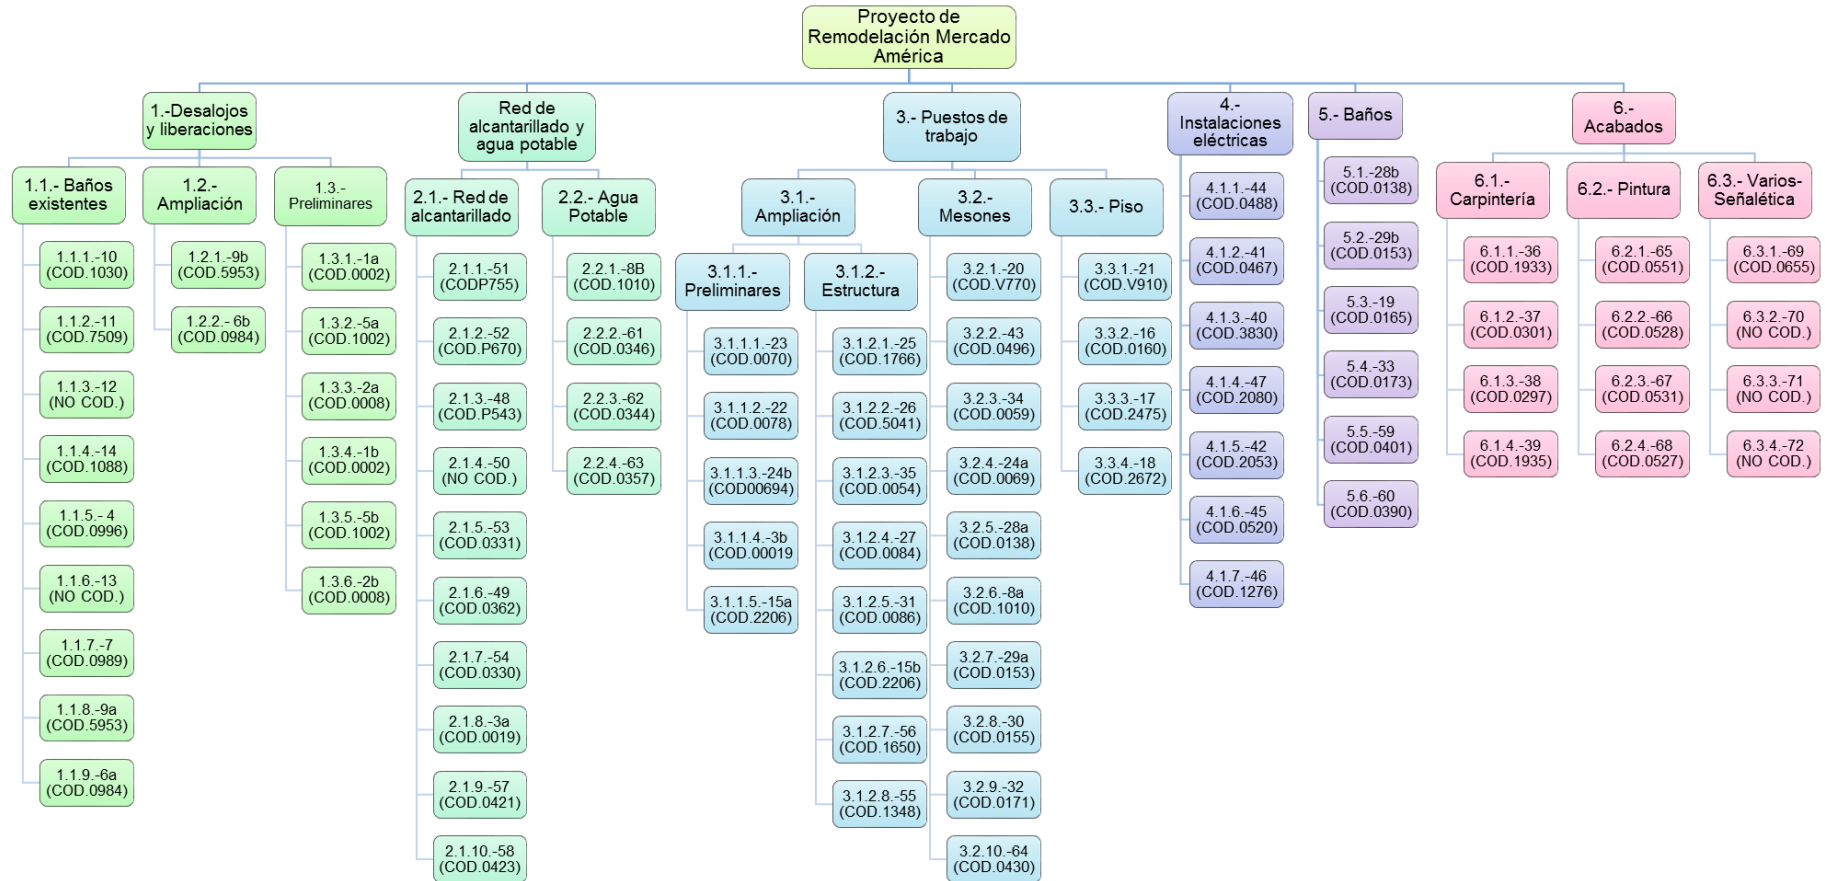 Proyecto de
Remodelación Mercado
América
1.-Desalojos
y liberaciones
1.1.- Baños
existentes
1.1.1.-10
(COD.1030)
1.1.2.-11
(COD.7509)
1.1.3.-12
(NO COD.)
1.1.4.-14
(COD.1088)
1.1.5.- 4
(COD.0996)
1.1.6.-13
(NO COD.)
1.1.7.-7
(COD.0989)
1.1.8.-9a
(COD.5953)
1.1.9.-6a
(COD.0984)
1.2.-
Ampliación
1.2.1.-9b
(COD.5953)
1.2.2.- 6b
(COD.0984)
1.3.-
Preliminares
1.3.1.-1a
(COD.0002)
1.3.2.-5a
(COD.1002)
1.3.3.-2a
(COD.0008)
1.3.4.-1b
(COD.0002)
1.3.5.-5b
(COD.1002)
1.3.6.-2b
(COD.0008)
Red de
alcantarillado y
agua potable
2.1.- Red de
alcantarillado
2.1.1.-51
(CODP755)
2.1.2.-52
(COD.P670)
2.1.3.-48
(COD.P543)
2.1.4.-50
(NO COD.)
2.1.5.-53
(COD.0331)
2.1.6.-49
(COD.0362)
2.1.7.-54
(COD.0330)
2.1.8.-3a
(COD.0019)
2.1.9.-57
(COD.0421)
2.1.10.-58
(COD.0423)
2.2.- Agua
Potable
2.2.1.-8B
(COD.1010)
2.2.2.-61
(COD.0346)
2.2.3.-62
(COD.0344)
2.2.4.-63
(COD.0357)
3.- Puestos de
trabajo
3.1.-
Ampliación
3.1.1.-
Preliminares
3.1.1.1.-23
(COD.0070)
3.1.1.2.-22
(COD.0078)
3.1.1.3.-24b
(COD00694)
3.1.1.4.-3b
(COD.00019
3.1.1.5.-15a
(COD.2206)
3.1.2.-
Estructura
3.1.2.1.-25
(COD.1766)
3.1.2.2.-26
(COD.5041)
3.1.2.3.-35
(COD.0054)
3.1.2.4.-27
(COD.0084)
3.1.2.5.-31
(COD.0086)
3.1.2.6.-15b
(COD.2206)
3.1.2.7.-56
(COD.1650)
3.1.2.8.-55
(COD.1348)
3.2.-
Mesones
3.2.1.-20
(COD.V770)
3.2.2.-43
(COD.0496)
3.2.3.-34
(COD.0059)
3.2.4.-24a
(COD.0069)
3.2.5.-28a
(COD.0138)
3.2.6.-8a
(COD.1010)
3.2.7.-29a
(COD.0153)
3.2.8.-30
(COD.0155)
3.2.9.-32
(COD.0171)
3.2.10.-64
(COD.0430)
3.3.- Piso
3.3.1.-21
(COD.V910)
3.3.2.-16
(COD.0160)
3.3.3.-17
(COD.2475)
3.3.4.-18
(COD.2672)
4.-
Instalaciones
eléctricas
4.1.1.-44
(COD.0488)
4.1.2.-41
(COD.0467)
4.1.3.-40
(COD.3830)
4.1.4.-47
(COD.2080)
4.1.5.-42
(COD.2053)
4.1.6.-45
(COD.0520)
4.1.7.-46
(COD.1276)
5.- Baños
5.1.-28b
(COD.0138)
5.2.-29b
(COD.0153)
5.3.-19
(COD.0165)
5.4.-33
(COD.0173)
5.5.-59
(COD.0401)
5.6.-60
(COD.0390)
6.-
Acabados
6.1.-
Carpintería
6.1.1.-36
(COD.1933)
6.1.2.-37
(COD.0301)
6.1.3.-38
(COD.0297)
6.1.4.-39
(COD.1935)
6.2.- Pintura
6.2.1.-65
(COD.0551)
6.2.2.-66
(COD.0528)
6.2.3.-67
(COD.0531)
6.2.4.-68
(COD.0527)
6.3.- Varios-
Señalética
6.3.1.-69
(COD.0655)
6.3.2.-70
(NO COD.)
6.3.3.-71
(NO COD.)
6.3.4.-72
(NO COD.)